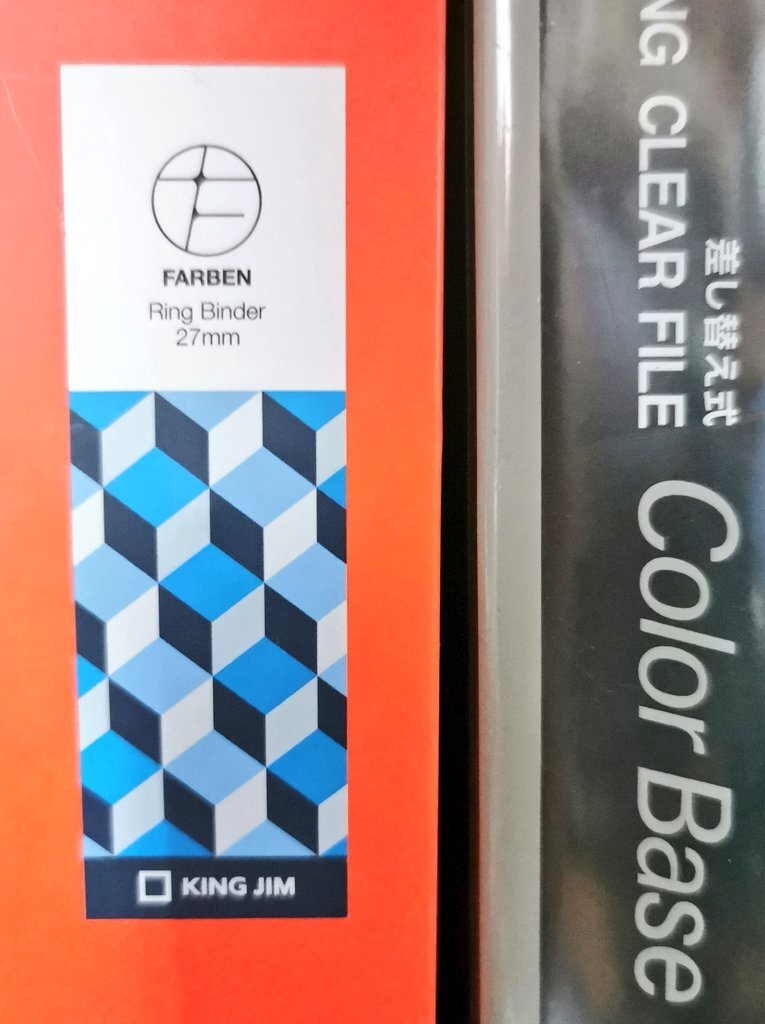 FARBEN
Ring Binder
27mm
KING JIM
差し替え式
CLEAR FILE
Color Base